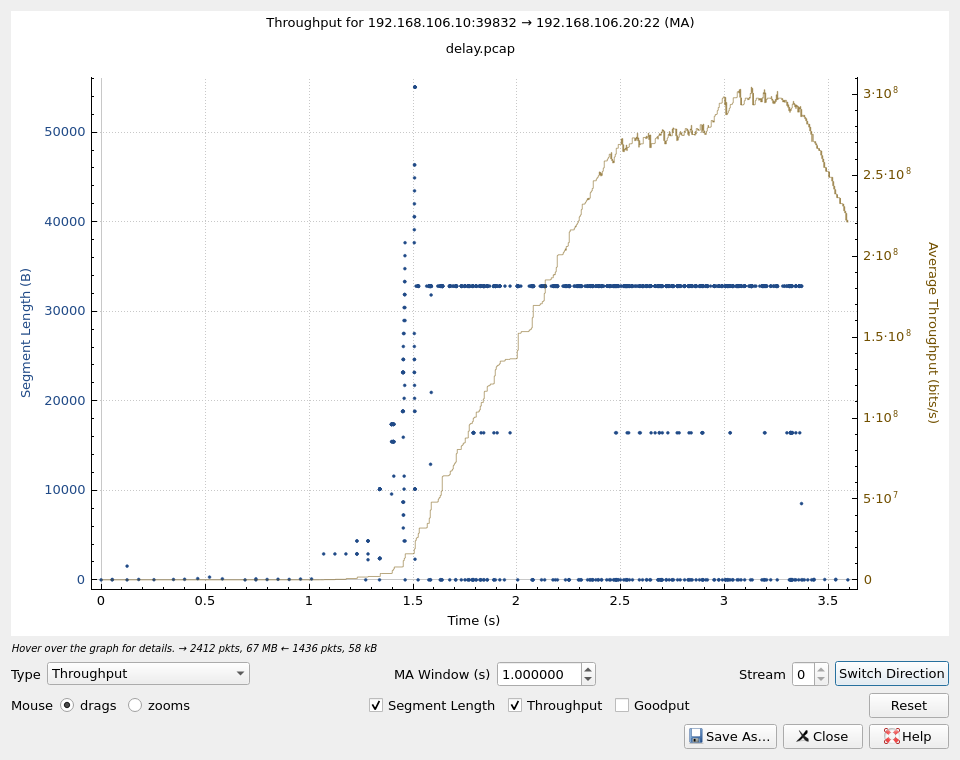 Throughput for 192.168.106.10:39832 → 192.168.106.20:22 (MA)
delay.pcap
Segment Length (B)
50000
40000
30000
20000
10000
0
3·10⁸
2.5·10⁸
2·10⁸
1.5·10⁸
1·10⁸
5·10⁷
0
Average Throughput (bits/s)
0 0.5 1 1.5 2 2.5 3 3.5
Time (s)
Hover over the graph for details. → 2412 pkts, 67 MB ← 1436 pkts, 58 kB
Type Throughput MA Window (s) 1.000000 Stream 0 Switch Direction
Mouse drags zooms Segment Length Throughput Goodput Reset
Save As... Close Help